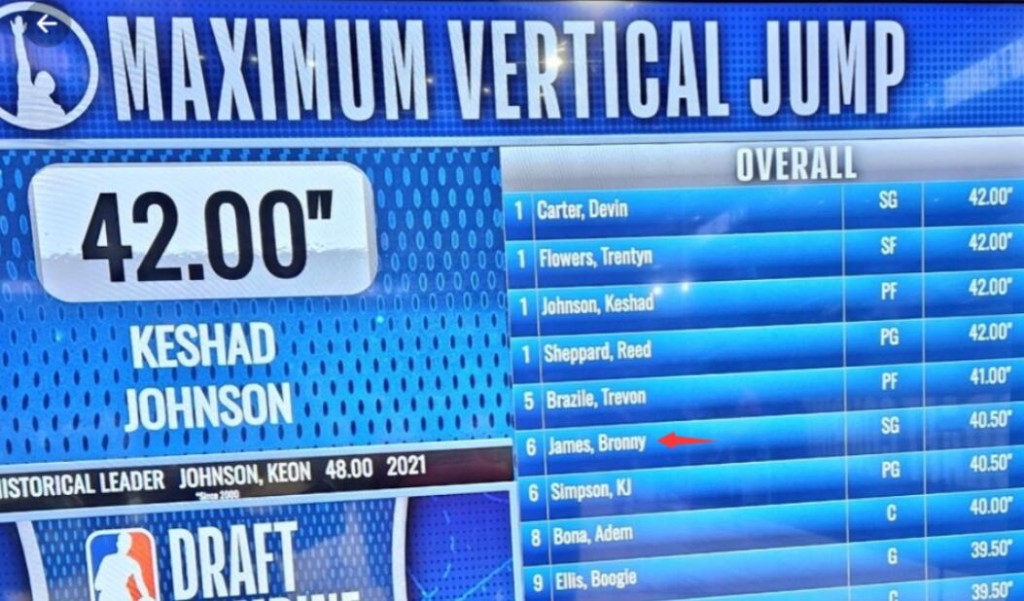 MAXIMUM VERTICAL JUMP
42.00"
KESHAD
JOHNSON
HISTORICAL LEADER JOHNSON, KEON 48.00 2021
*Since 2000
DRAFT
OVERALL
1 Carter, Devin SG 42.00"
1 Flowers, Trentyn SF 42.00"
1 Johnson, Keshad PF 42.00"
1 Sheppard, Reed PG 42.00"
5 Brazile, Trevon PF 41.00"
6 James, Bronny SG 40.50"
6 Simpson, KJ PG 40.50"
8 Bona, Adem C 40.00"
9 Ellis, Boogie G 39.50"
C 39.50"